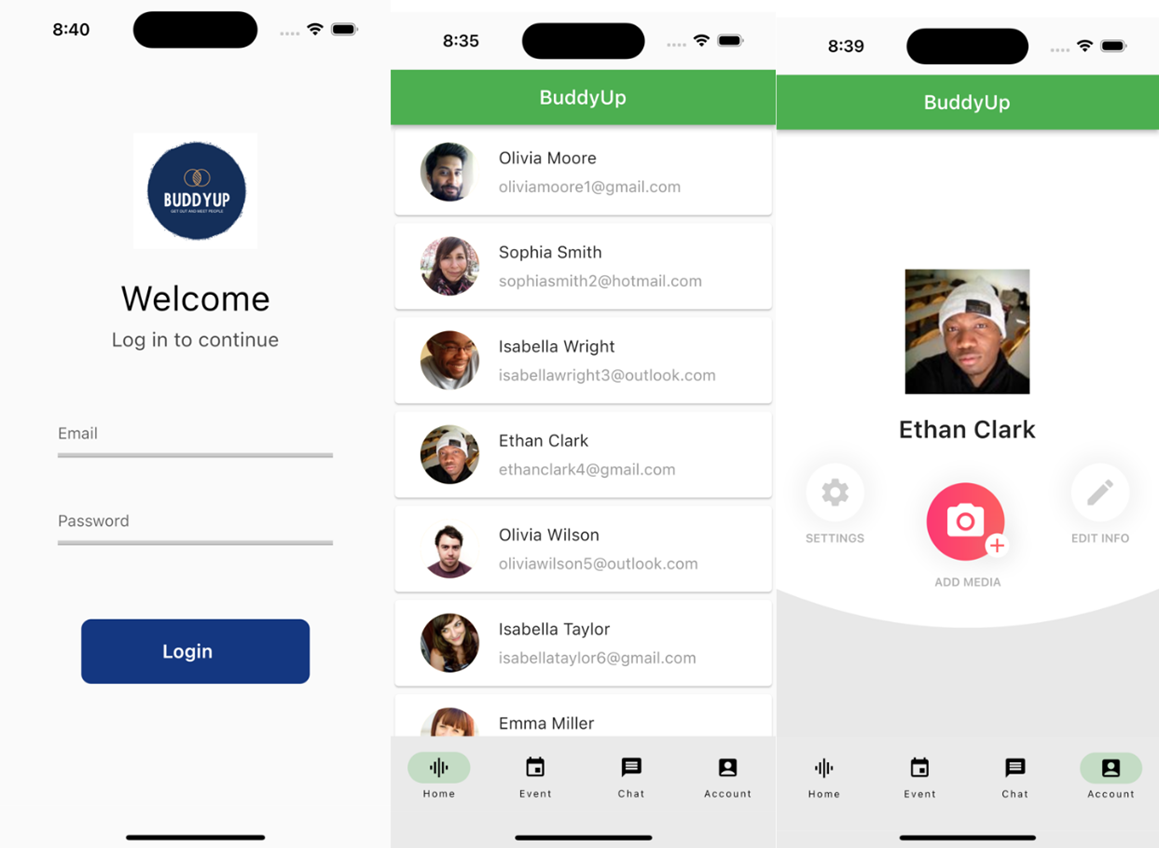 8:40
BUDDYUP
GET OUT AND MEET PEOPLE
Welcome
Log in to continue
Email
Password
Login
8:35
BuddyUp
Olivia Moore
oliviamoore1@gmail.com
Sophia Smith
sophiasmith2@hotmail.com
Isabella Wright
isabellawright3@outlook.com
Ethan Clark
ethanclark4@gmail.com
Olivia Wilson
oliviawilson5@outlook.com
Isabella Taylor
isabellataylor6@gmail.com
Emma Miller
Home
Event
Chat
Account
8:39
BuddyUp
Ethan Clark
SETTINGS
EDIT INFO
ADD MEDIA
Home
Event
Chat
Account